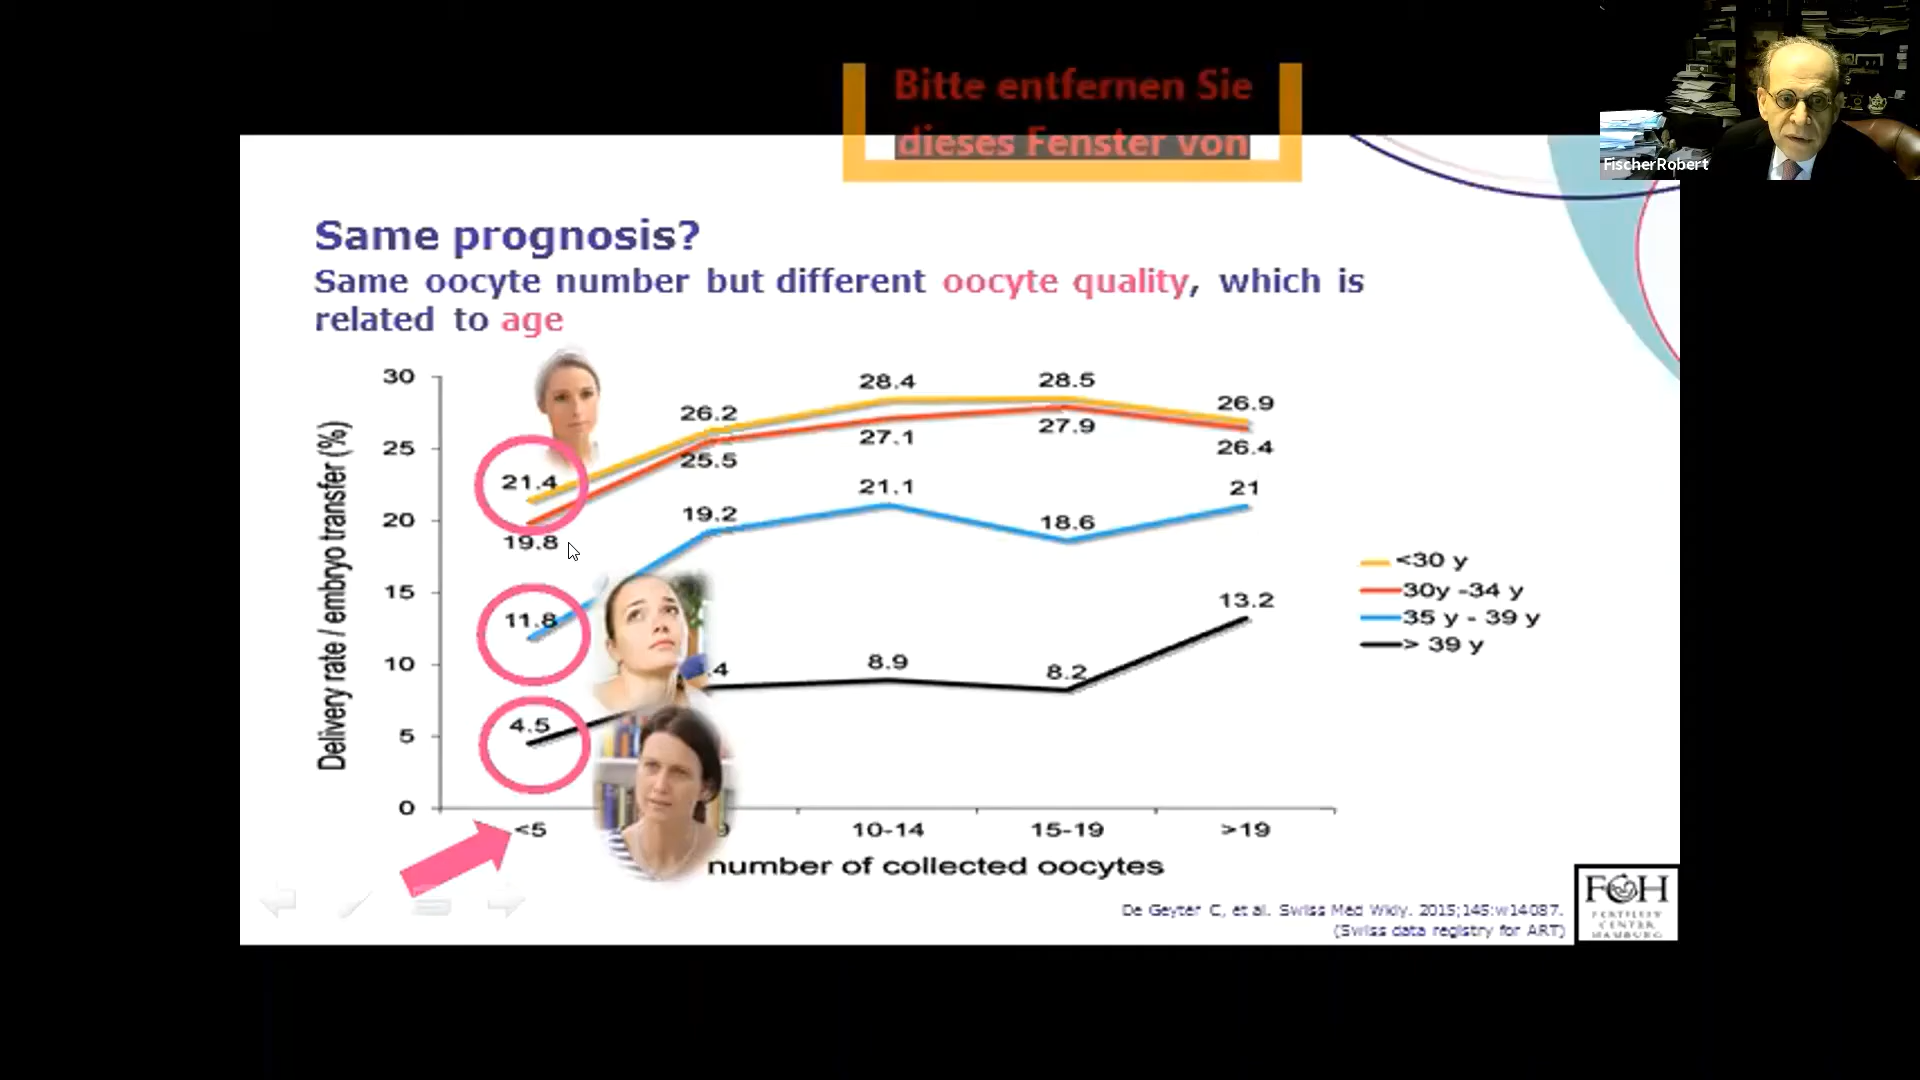 Bitte entfernen Sie
dieses Fenster von
FischerRobert
Same prognosis?
Same oocyte number but different oocyte quality, which is
related to age
Delivery rate / embryo transfer (%)
30
25
20
15
10
5
0
21.4
26.2
28.4
28.5
26.9
19.8
25.5
27.1
27.9
26.4
11.8
19.2
21.1
18.6
21
4.5
.4
8.9
8.2
13.2
<30 y
30y -34 y
35 y - 39 y
> 39 y
<5
9
10-14
15-19
>19
number of collected oocytes
De Geyter C, et al. Swiss Med Wkly. 2015;145:w14087.
(Swiss data registry for ART)
FCH
FERTILITY
CENTER
HAMBURG